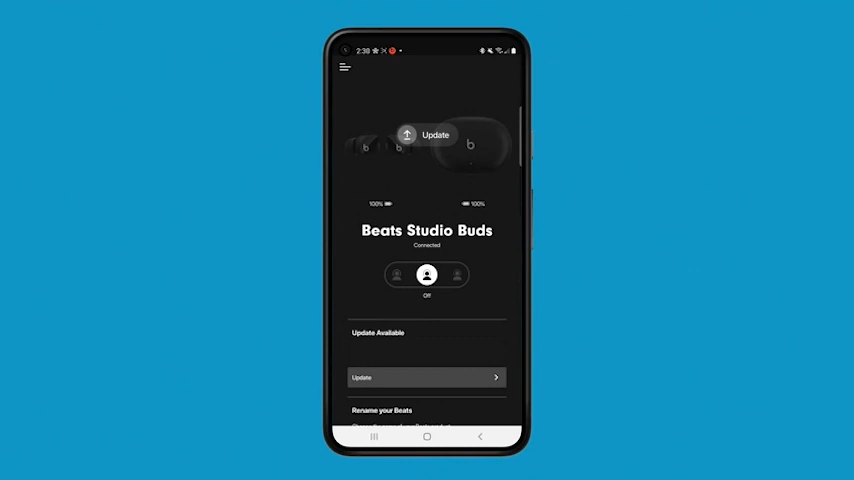 2:38
Update
b b b
100% 100%
Beats Studio Buds
Connected
Off
Update Available
Update
Rename your Beats